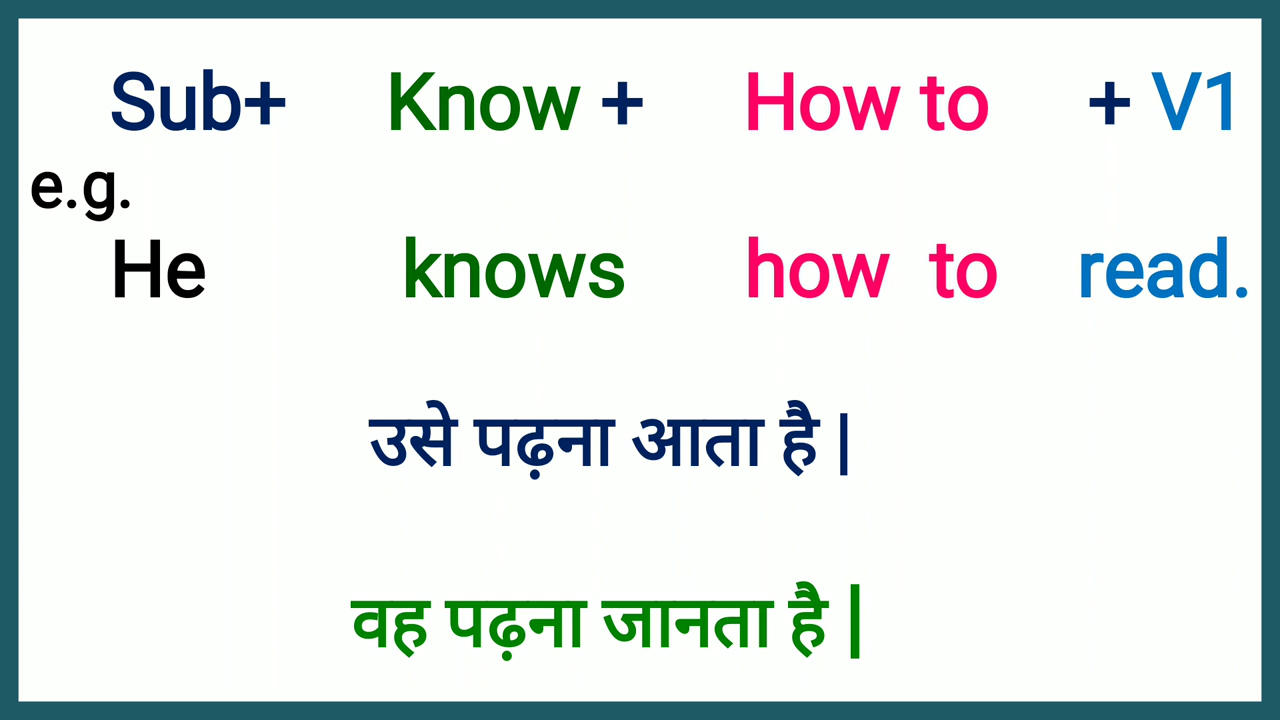 Sub+ Know + How to + V1
e.g.
He knows how to read.
उसे पढ़ना आता है |
वह पढ़ना जानता है |